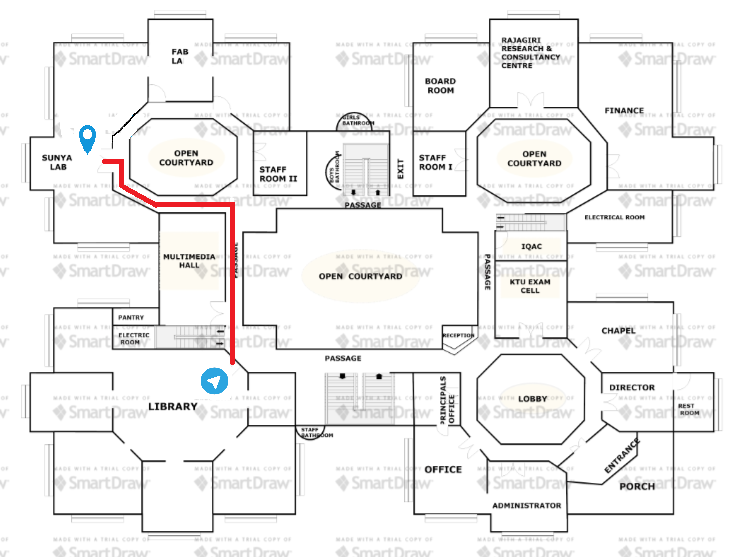 FAB
LA
RAJAGIRI
RESEARCH &
CONSULTANCY
CENTRE
BOARD
ROOM
FINANCE
GIRLS
BATHROOM
SUNYA
LAB
OPEN
COURTYARD
STAFF
ROOM II
BOYS
BATHROOM
EXIT
STAFF
ROOM I
OPEN
COURTYARD
PASSAGE
ELECTRICAL ROOM
MULTIMEDIA
HALL
PASSAGE
OPEN COURTYARD
PASSAGE
IQAC
KTU EXAM
CELL
PANTRY
ELECTRIC
ROOM
RECEPTION
CHAPEL
PASSAGE
LIBRARY
PRINCIPALS
OFFICE
LOBBY
DIRECTOR
REST
ROOM
STAFF
BATHROOM
OFFICE
ENTRANCE
PORCH
ADMINISTRATOR
MADE WITH A TRIAL COPY OF
SmartDraw